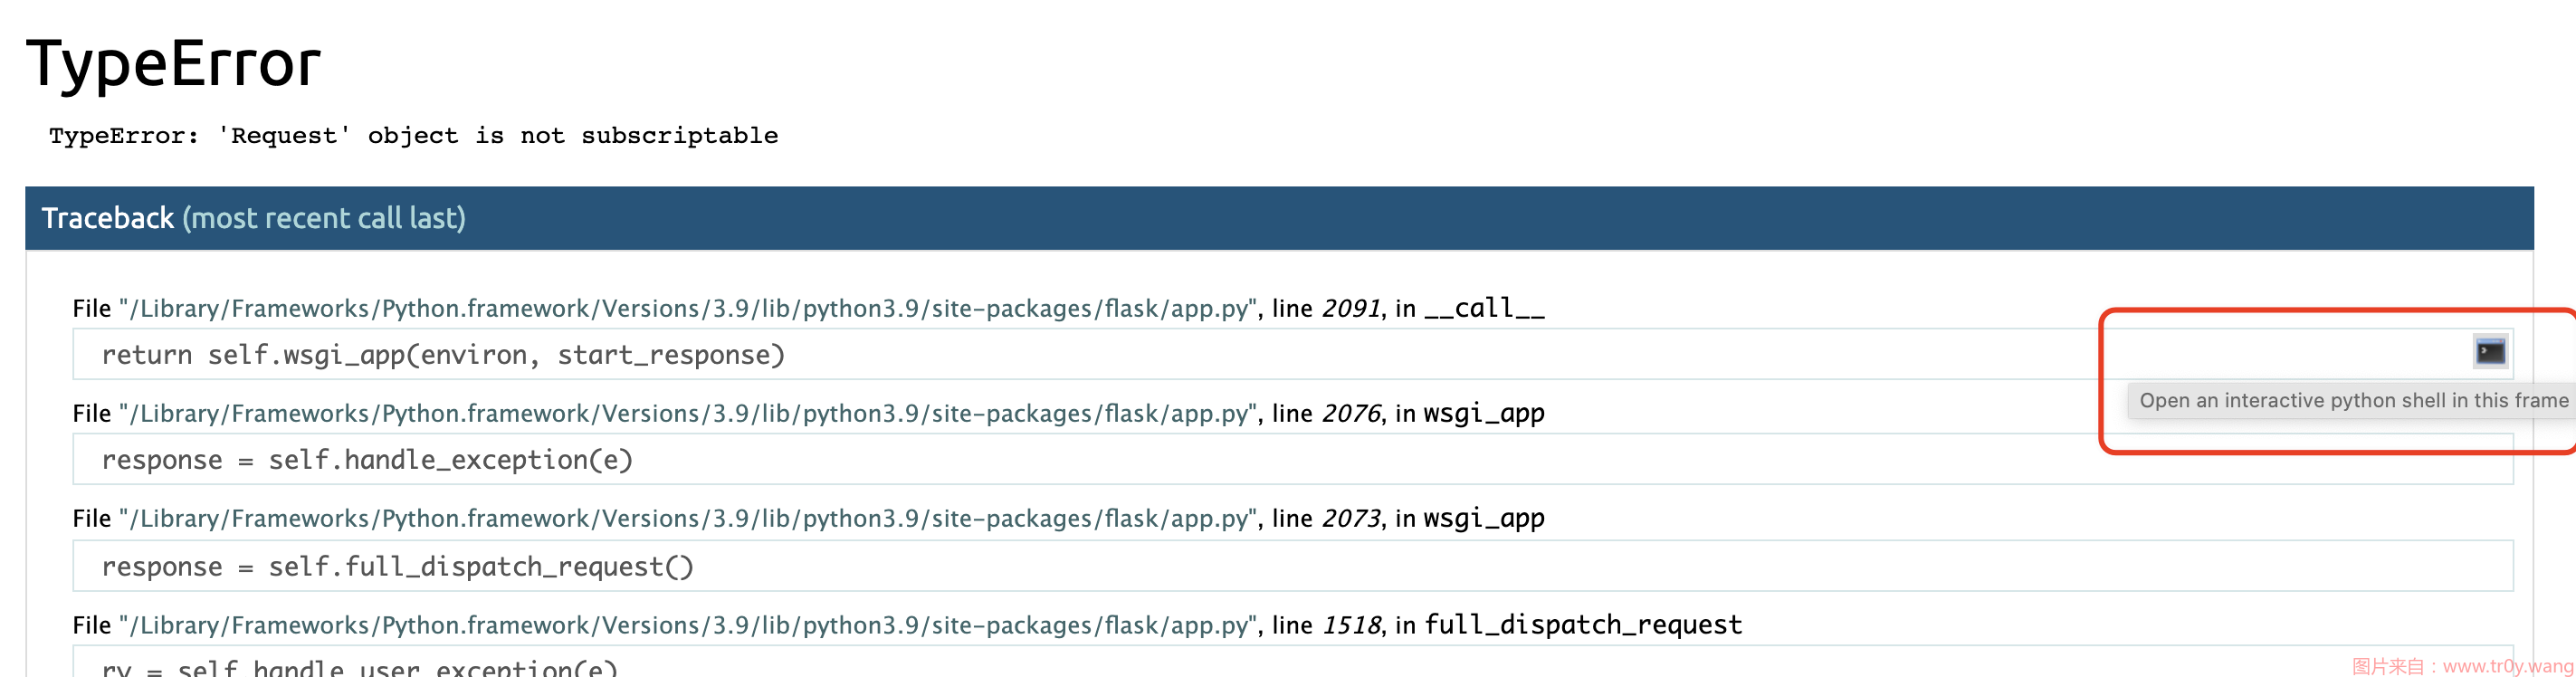 TypeError
TypeError: 'Request' object is not subscriptable
Traceback (most recent call last)
File "/Library/Frameworks/Python.framework/Versions/3.9/lib/python3.9/site-packages/flask/app.py", line 2091, in __call__
return self.wsgi_app(environ, start_response)
Open an interactive python shell in this frame
File "/Library/Frameworks/Python.framework/Versions/3.9/lib/python3.9/site-packages/flask/app.py", line 2076, in wsgi_app
response = self.handle_exception(e)
File "/Library/Frameworks/Python.framework/Versions/3.9/lib/python3.9/site-packages/flask/app.py", line 2073, in wsgi_app
response = self.full_dispatch_request()
File "/Library/Frameworks/Python.framework/Versions/3.9/lib/python3.9/site-packages/flask/app.py", line 1518, in full_dispatch_request
rv = self.handle_user_exception(e)
图片来自：www.tr0y.wang